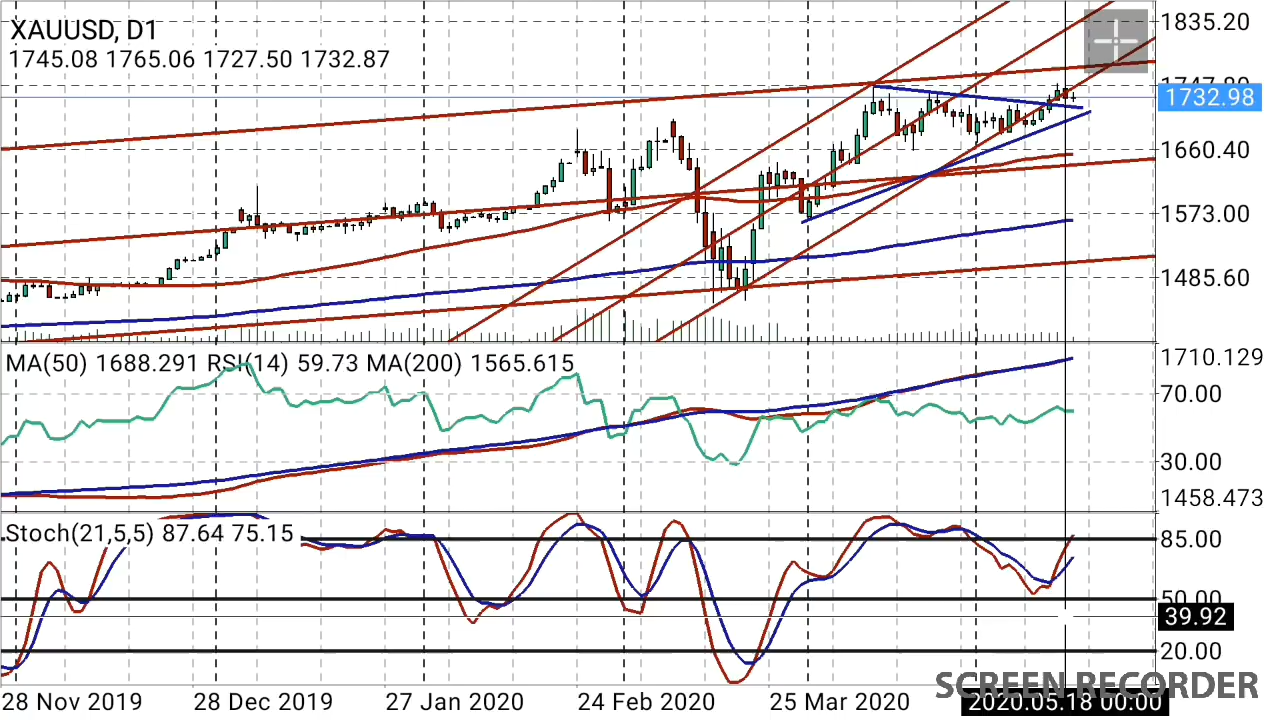 XAUUSD, D1
1745.08 1765.06 1727.50 1732.87
1835.20
1747.80
1732.98
1660.40
1573.00
1485.60
MA(50) 1688.291 RSI(14) 59.73 MA(200) 1565.615
1710.129
70.00
30.00
1458.473
Stoch(21,5,5) 87.64 75.15
85.00
50.00
39.92
20.00
SCREEN RECORDER
28 Nov 2019 28 Dec 2019 27 Jan 2020 24 Feb 2020 25 Mar 2020 2020.05.18 00:00